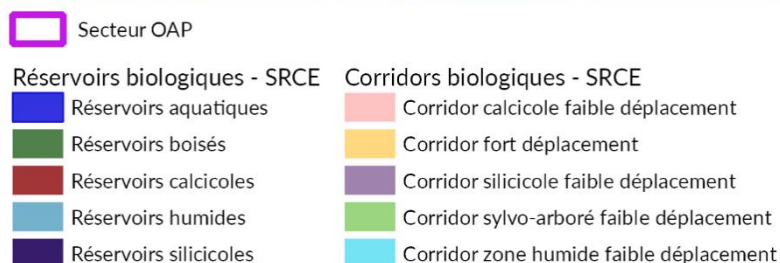 Secteur OAP
Réservoirs biologiques - SRCE
Réservoirs aquatiques
Réservoirs boisés
Réservoirs calcicoles
Réservoirs humides
Réservoirs silicicoles
Corridors biologiques - SRCE
Corridor calcicole faible déplacement
Corridor fort déplacement
Corridor silicicole faible déplacement
Corridor sylvo-arboré faible déplacement
Corridor zone humide faible déplacement